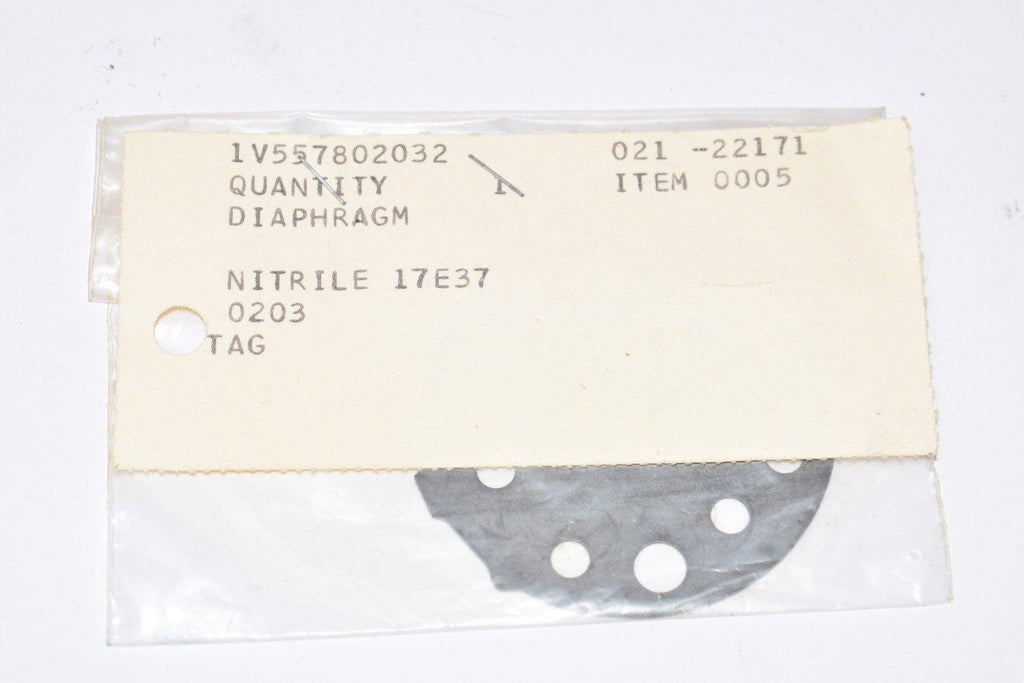 1V557802032 021 -22171
QUANTITY 1 ITEM 0005
DIAPHRAGM
NITRILE 17E37
0203
TAG